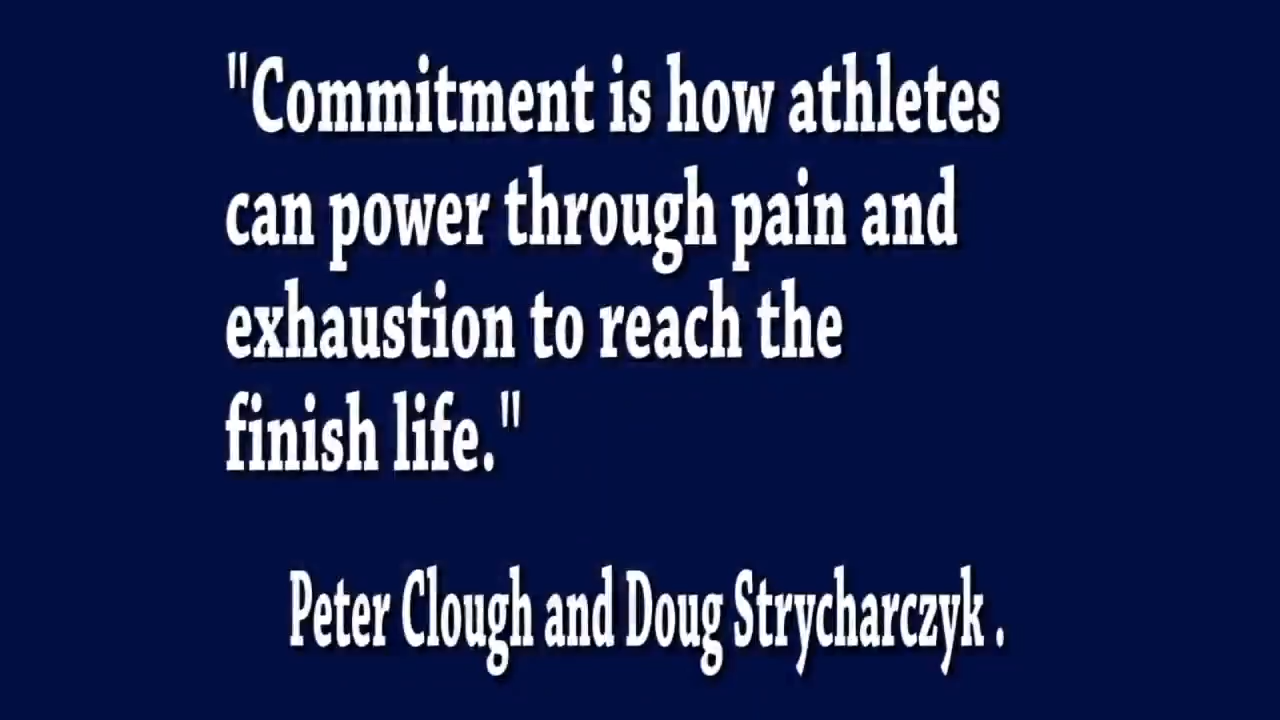 "Commitment is how athletes
can power through pain and
exhaustion to reach the
finish life."
Peter Clough and Doug Strycharczyk .